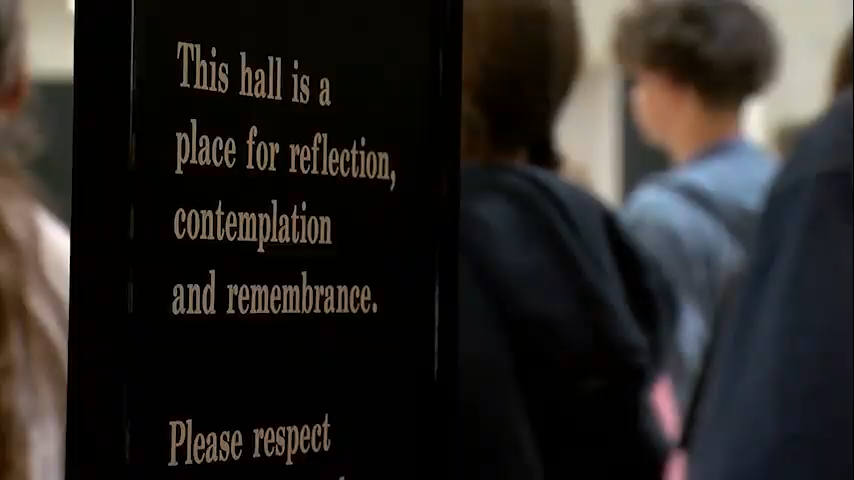 This hall is a
place for reflection,
contemplation
and remembrance.
Please respect